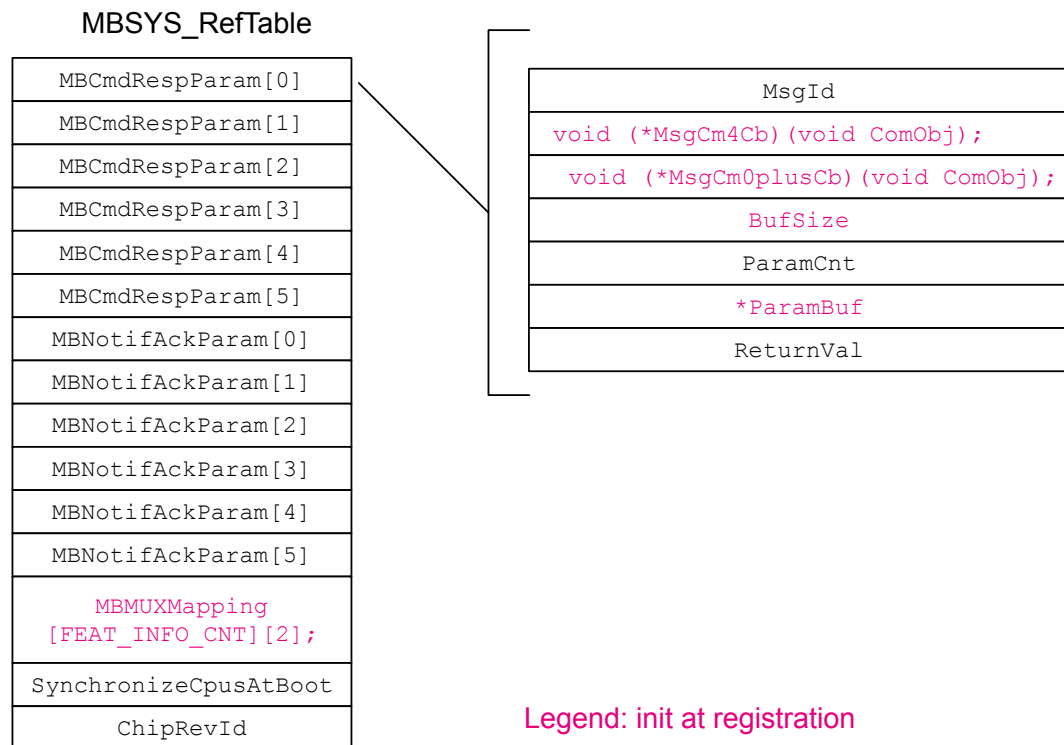 MBSYS_RefTable
MBCmdRespParam[0]
MBCmdRespParam[1]
MBCmdRespParam[2]
MBCmdRespParam[3]
MBCmdRespParam[4]
MBCmdRespParam[5]
MBNotifAckParam[0]
MBNotifAckParam[1]
MBNotifAckParam[2]
MBNotifAckParam[3]
MBNotifAckParam[4]
MBNotifAckParam[5]
MBMUXMapping
[FEAT_INFO_CNT][2];
SynchronizeCpusAtBoot
ChipRevId
MsgId
void (*MsgCm4Cb)(void ComObj);
void (*MsgCm0plusCb)(void ComObj);
BufSize
ParamCnt
*ParamBuf
ReturnVal
Legend: init at registration